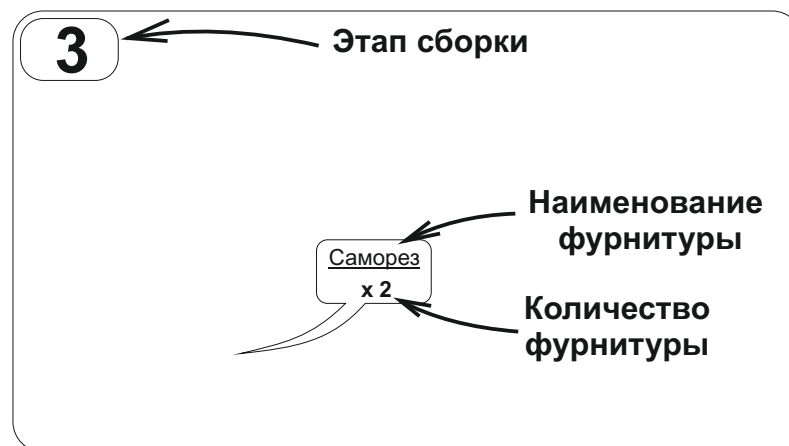 3
Этап сборки
Наименование
фурнитуры
Саморез
x 2
Количество
фурнитуры